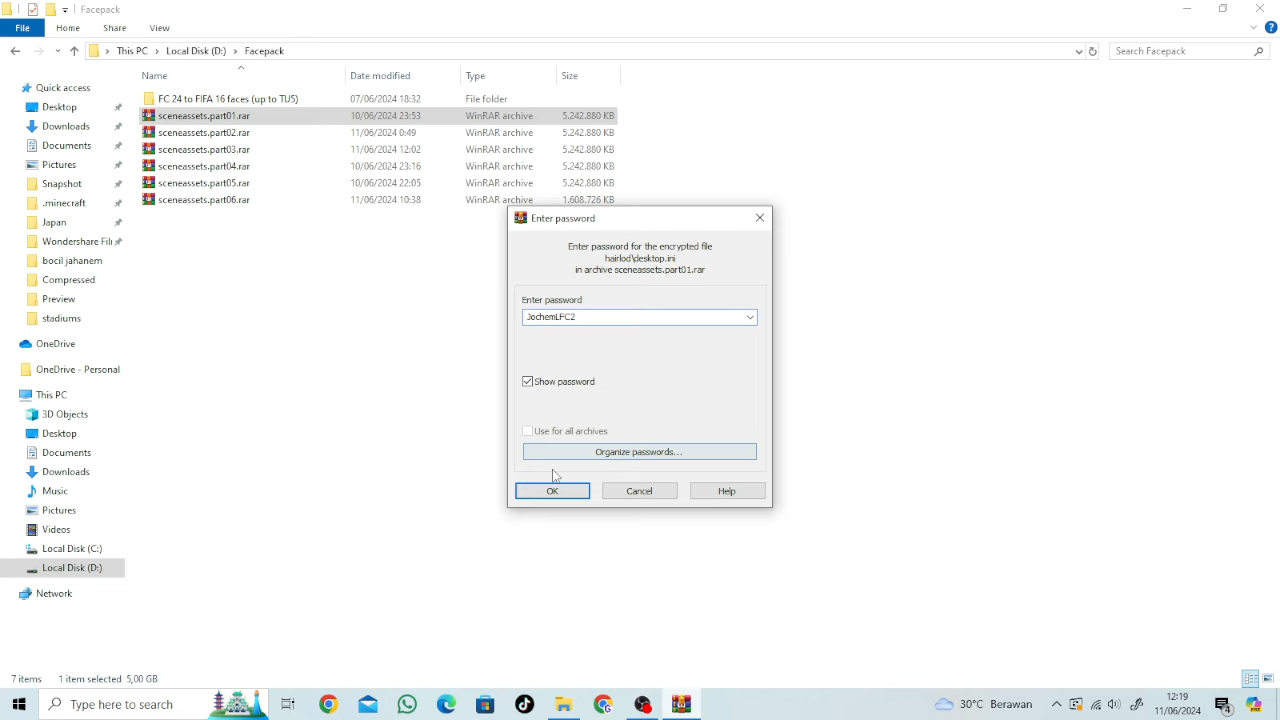 Facepack
File Home Share View
This PC Local Disk (D:) Facepack
Search Facepack
Name Date modified Type Size
Quick access
Desktop
Downloads
Documents
Pictures
Snapshot
.minecraft
Japan
Wondershare Fil
bocil jahanem
Compressed
Preview
stadiums
OneDrive
OneDrive - Personal
This PC
3D Objects
Desktop
Documents
Downloads
Music
Pictures
Videos
Local Disk (C:)
Local Disk (D:)
Network
FC 24 to FIFA 16 faces (up to TU5) 07/06/2024 18:32 File folder
sceneassets.part01.rar 10/06/2024 23:53 WinRAR archive 5.242.880 KB
sceneassets.part02.rar 11/06/2024 0:49 WinRAR archive 5.242.880 KB
sceneassets.part03.rar 11/06/2024 12:02 WinRAR archive 5.242.880 KB
sceneassets.part04.rar 10/06/2024 23:16 WinRAR archive 5.242.880 KB
sceneassets.part05.rar 10/06/2024 22:05 WinRAR archive 5.242.880 KB
sceneassets.part06.rar 11/06/2024 10:38 WinRAR archive 1.608.726 KB
Enter password
Enter password for the encrypted file
hairlod\desktop.ini
in archive sceneassets.part01.rar
Enter password
JochemLFC2
Show password
Use for all archives
Organize passwords...
OK Cancel Help
7 items 1 item selected 5,00 GB
Type here to search
30°C Berawan
12:19
11/06/2024
4